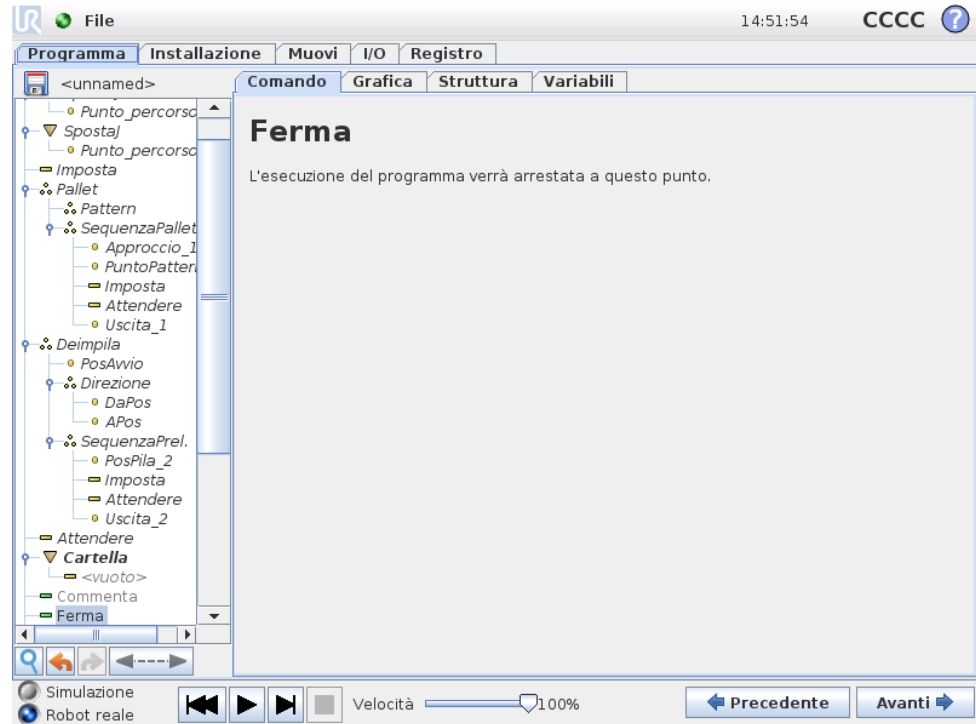 UR File 14:51:54 CCCC ?
Programma Installazione Muovi I/O Registro
<unnamed>
Comando Grafica Struttura Variabili
Punto_percorso
SpostaJ
Punto_percorso
Imposta
Pallet
Pattern
SequenzaPallet
Approccio_1
PuntoPatter
Imposta
Attendere
Uscita_1
Deimpila
PosAvvio
Direzione
DaPos
APos
SequenzaPrel.
PosPila_2
Imposta
Attendere
Uscita_2
Attendere
Cartella
<vuoto>
Commenta
Ferma
Ferma
L'esecuzione del programma verrà arrestata a questo punto.
Simulazione
Robot reale
Velocità 100%
Precedente Avanti